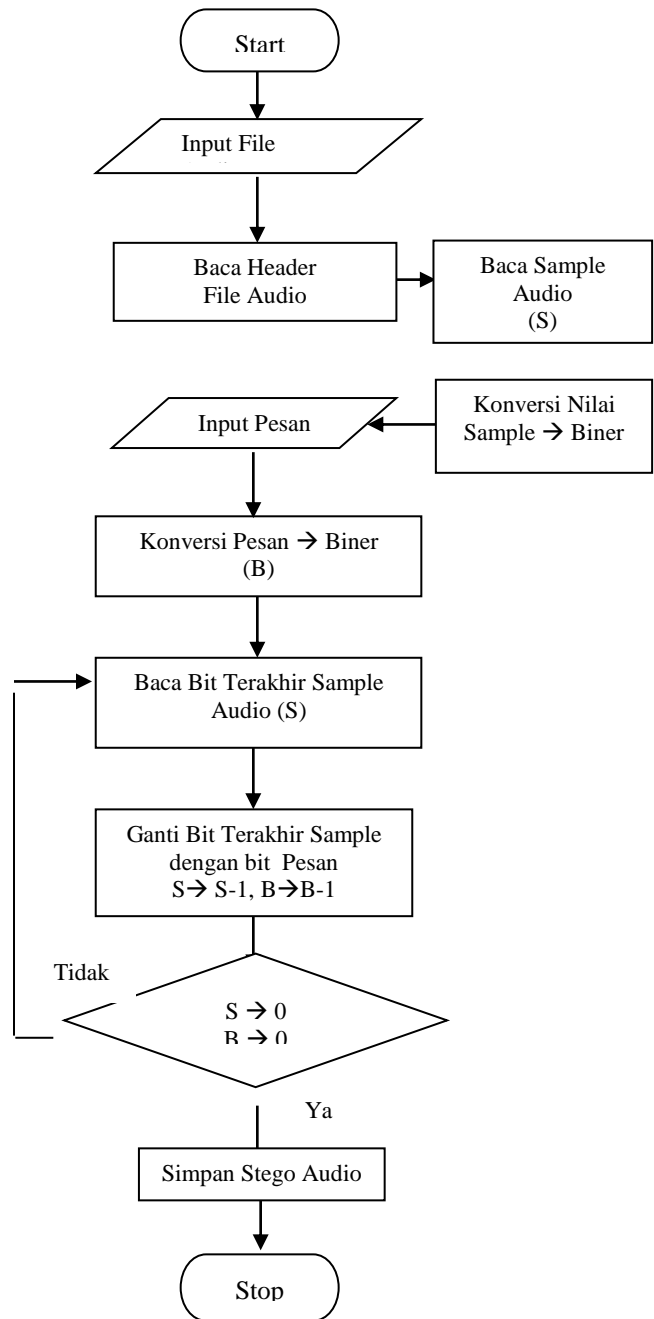 Start
Input File
Baca Header
File Audio
Baca Sample
Audio
(S)
Konversi Nilai
Sample → Biner
Input Pesan
Konversi Pesan → Biner
(B)
Baca Bit Terakhir Sample
Audio (S)
Ganti Bit Terakhir Sample
dengan bit Pesan
S→ S-1, B→B-1
Tidak
S → 0
B → 0
Ya
Simpan Stego Audio
Stop